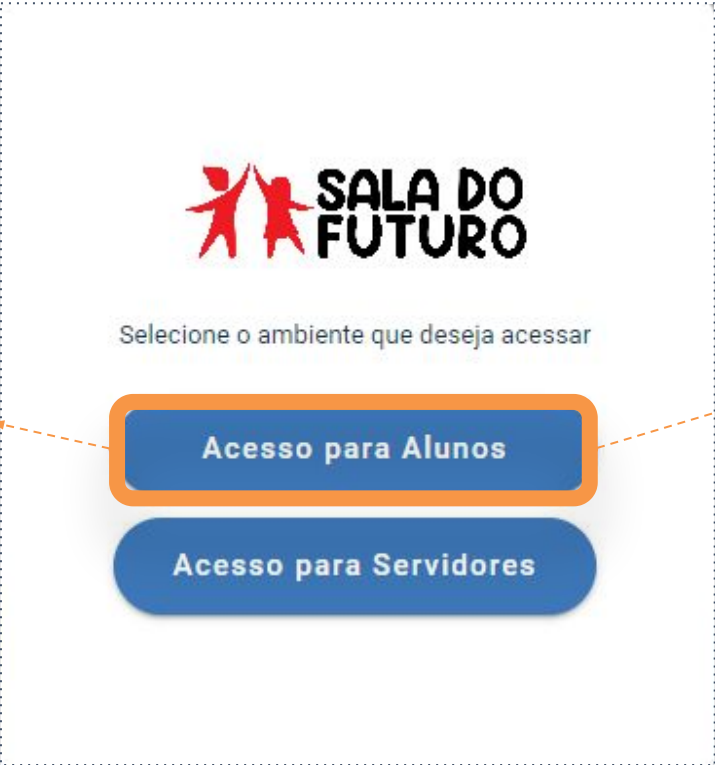 SALA DO
FUTURO
Selecione o ambiente que deseja acessar
Acesso para Alunos
Acesso para Servidores